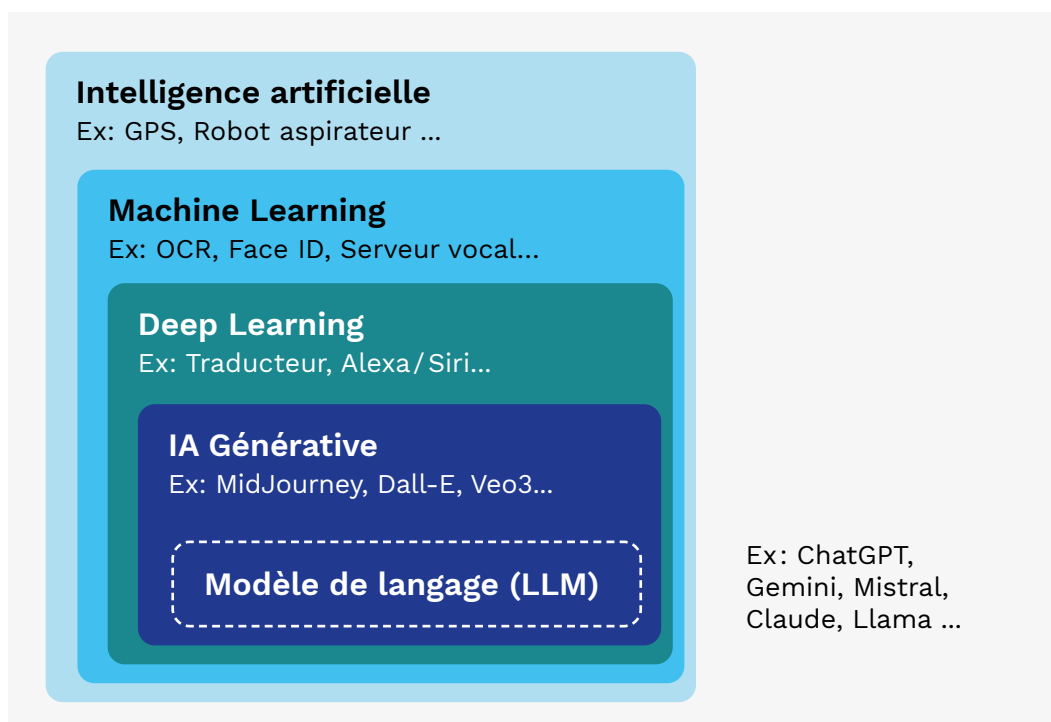 Intelligence artificielle
Ex: GPS, Robot aspirateur ...
Machine Learning
Ex: OCR, Face ID, Serveur vocal...
Deep Learning
Ex: Traducteur, Alexa/Siri...
IA Générative
Ex: MidJourney, Dall-E, Veo3...
Modèle de langage (LLM)
Ex: ChatGPT,
Gemini, Mistral,
Claude, Llama ...